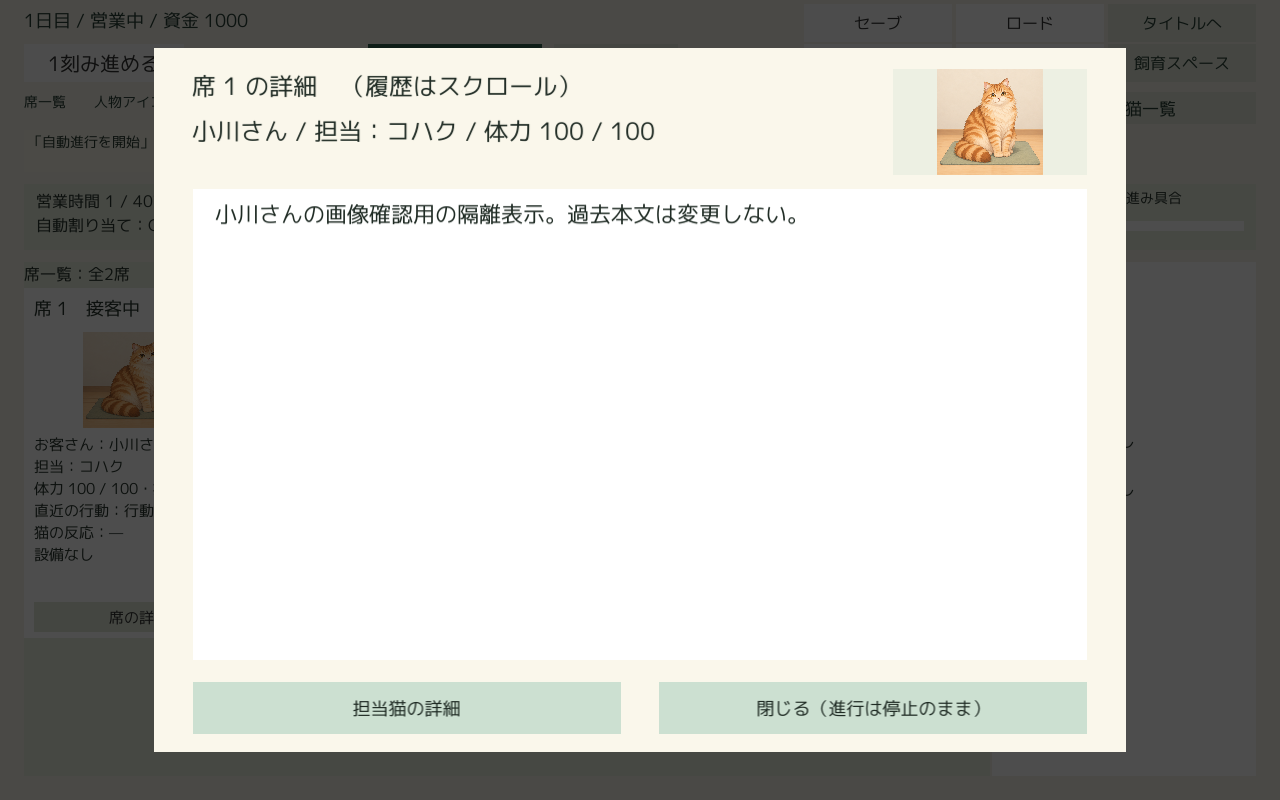 1日目 / 営業中 / 資金 1000
セーブ
ロード
タイトルへ
1刻み進める
飼育スペース
席一覧
人物アイ
猫一覧
「自動進行を開始」
営業時間 1 / 40
自動割り当て：
進み具合
席一覧：全2席
席 1 接客中
お客さん：小川さ
担当：コハク
体力 100 / 100・
直近の行動：行動
猫の反応：―
設備なし
席の詳
席 1 の詳細 （履歴はスクロール）
小川さん / 担当：コハク / 体力 100 / 100
小川さんの画像確認用の隔離表示。過去本文は変更しない。
担当猫の詳細
閉じる（進行は停止のまま）